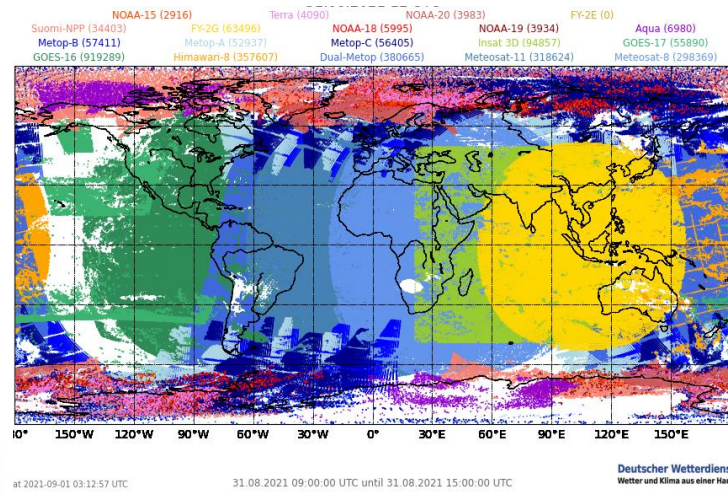 NOAA-15 (2916) Terra (4090) NOAA-20 (3983) FY-2E (0)
Suomi-NPP (34403) FY-2G (63496) NOAA-18 (5995) NOAA-19 (3934) Aqua (6980)
Metop-B (57411) Metop-A (52937) Metop-C (56405) Insat 3D (94857) GOES-17 (55890)
GOES-16 (919289) Himawari-8 (357607) Dual-Metop (380665) Meteosat-11 (318624) Meteosat-8 (298369)
150°W 120°W 90°W 60°W 30°W 0° 30°E 60°E 90°E 120°E 150°E
Deutscher Wetterdiens
Wetter und Klima aus einer
at 2021-09-01 03:12:57 UTC 31.08.2021 09:00:00 UTC until 31.08.2021 15:00:00 UTC